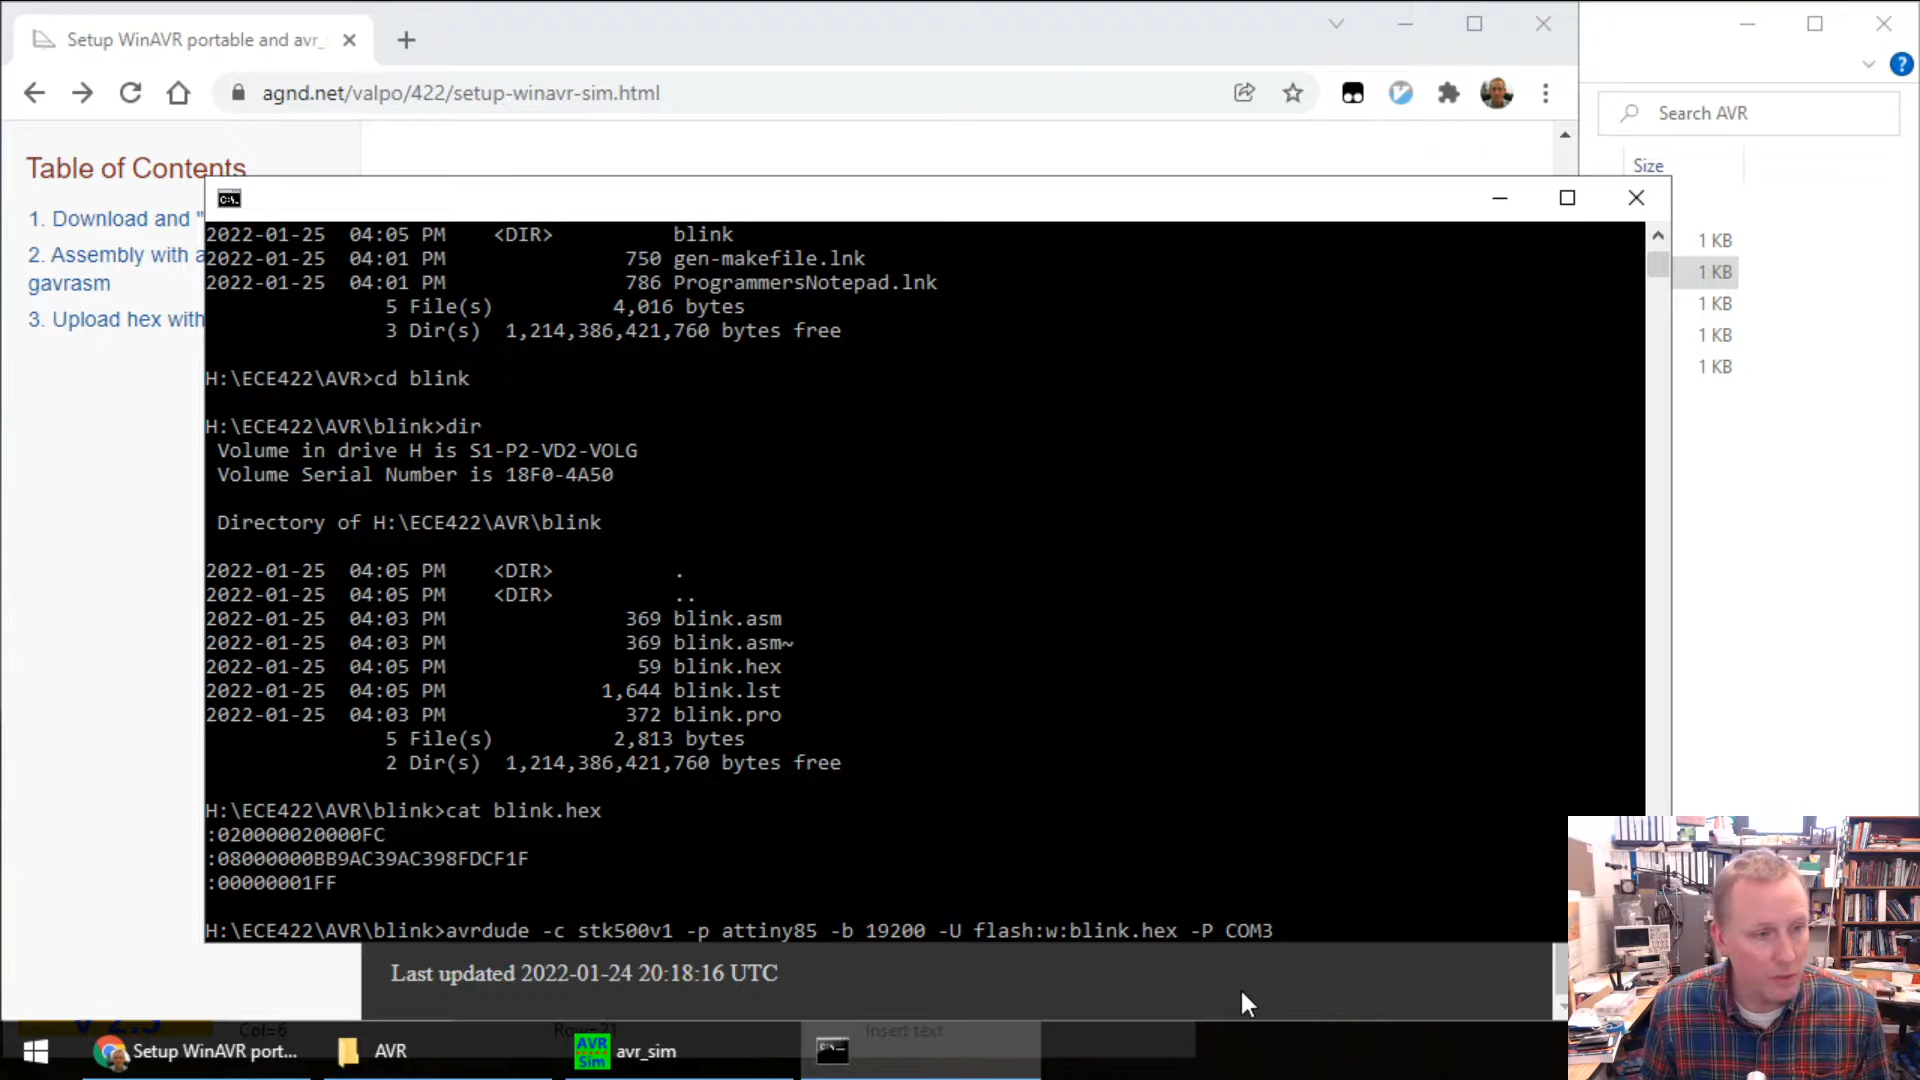 Setup WinAVR portable and avr_
agnd.net/valpo/422/setup-winavr-sim.html
Search AVR
Table of Contents
Size
1. Download and "
2022-01-25  04:05 PM    <DIR>          blink
1 KB
2. Assembly with a
2022-01-25  04:01 PM               750 gen-makefile.lnk
1 KB
gavrasm
2022-01-25  04:01 PM               786 ProgrammersNotepad.lnk
1 KB
3. Upload hex with
5 File(s)          4,016 bytes
1 KB
3 Dir(s)  1,214,386,421,760 bytes free
1 KB
H:\ECE422\AVR>cd blink
H:\ECE422\AVR\blink>dir
Volume in drive H is S1-P2-VD2-VOLG
Volume Serial Number is 18F0-4A50
Directory of H:\ECE422\AVR\blink
2022-01-25  04:05 PM    <DIR>          .
2022-01-25  04:05 PM    <DIR>          ..
2022-01-25  04:03 PM               369 blink.asm
2022-01-25  04:03 PM               369 blink.asm~
2022-01-25  04:05 PM                59 blink.hex
2022-01-25  04:05 PM             1,644 blink.lst
2022-01-25  04:03 PM               372 blink.pro
5 File(s)          2,813 bytes
2 Dir(s)  1,214,386,421,760 bytes free
H:\ECE422\AVR\blink>cat blink.hex
:020000020000FC
:08000000BB9AC39AC398FDCF1F
:00000001FF
H:\ECE422\AVR\blink>avrdude -c stk500v1 -p attiny85 -b 19200 -U flash:w:blink.hex -P COM3
Last updated 2022-01-24 20:18:16 UTC
Col=6
Row=21
Insert text
Setup WinAVR port...
AVR
AVR Sim
avr_sim